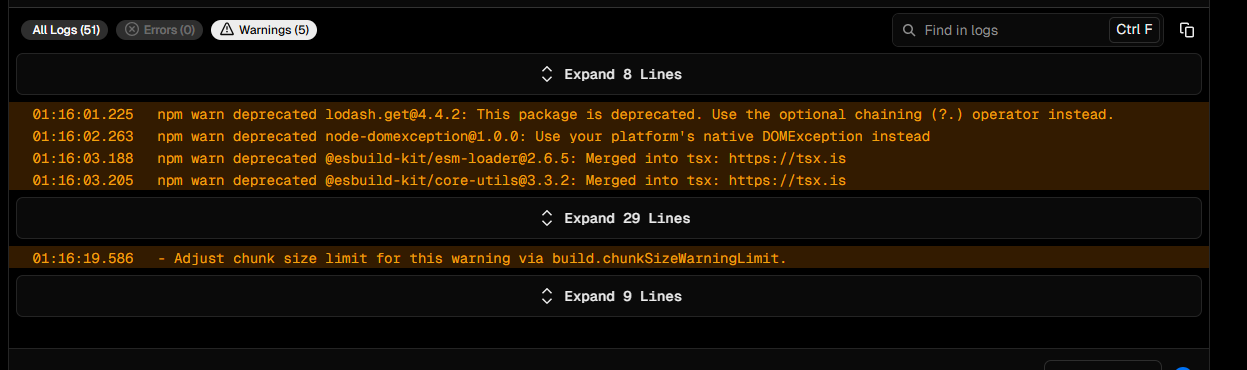 All Logs (51) Errors (0) Warnings (5) Find in logs Ctrl F
Expand 8 Lines
01:16:01.225 npm warn deprecated lodash.get@4.4.2: This package is deprecated. Use the optional chaining (?.) operator instead.
01:16:02.263 npm warn deprecated node-domexception@1.0.0: Use your platform's native DOMException instead
01:16:03.188 npm warn deprecated @esbuild-kit/esm-loader@2.6.5: Merged into tsx: https://tsx.is
01:16:03.205 npm warn deprecated @esbuild-kit/core-utils@3.3.2: Merged into tsx: https://tsx.is
Expand 29 Lines
01:16:19.586 - Adjust chunk size limit for this warning via build.chunkSizeWarningLimit.
Expand 9 Lines